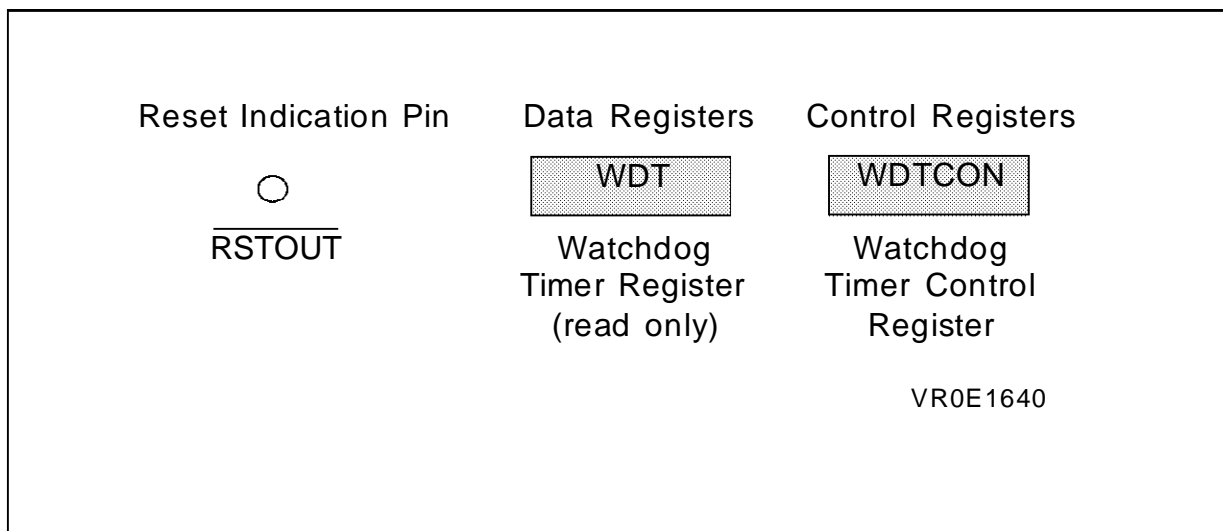 Reset Indication Pin
Data Registers
Control Registers
WDT
WDTCON
RSTOUT
Watchdog
Timer Register
(read only)
Watchdog
Timer Control
Register
VR0E1640